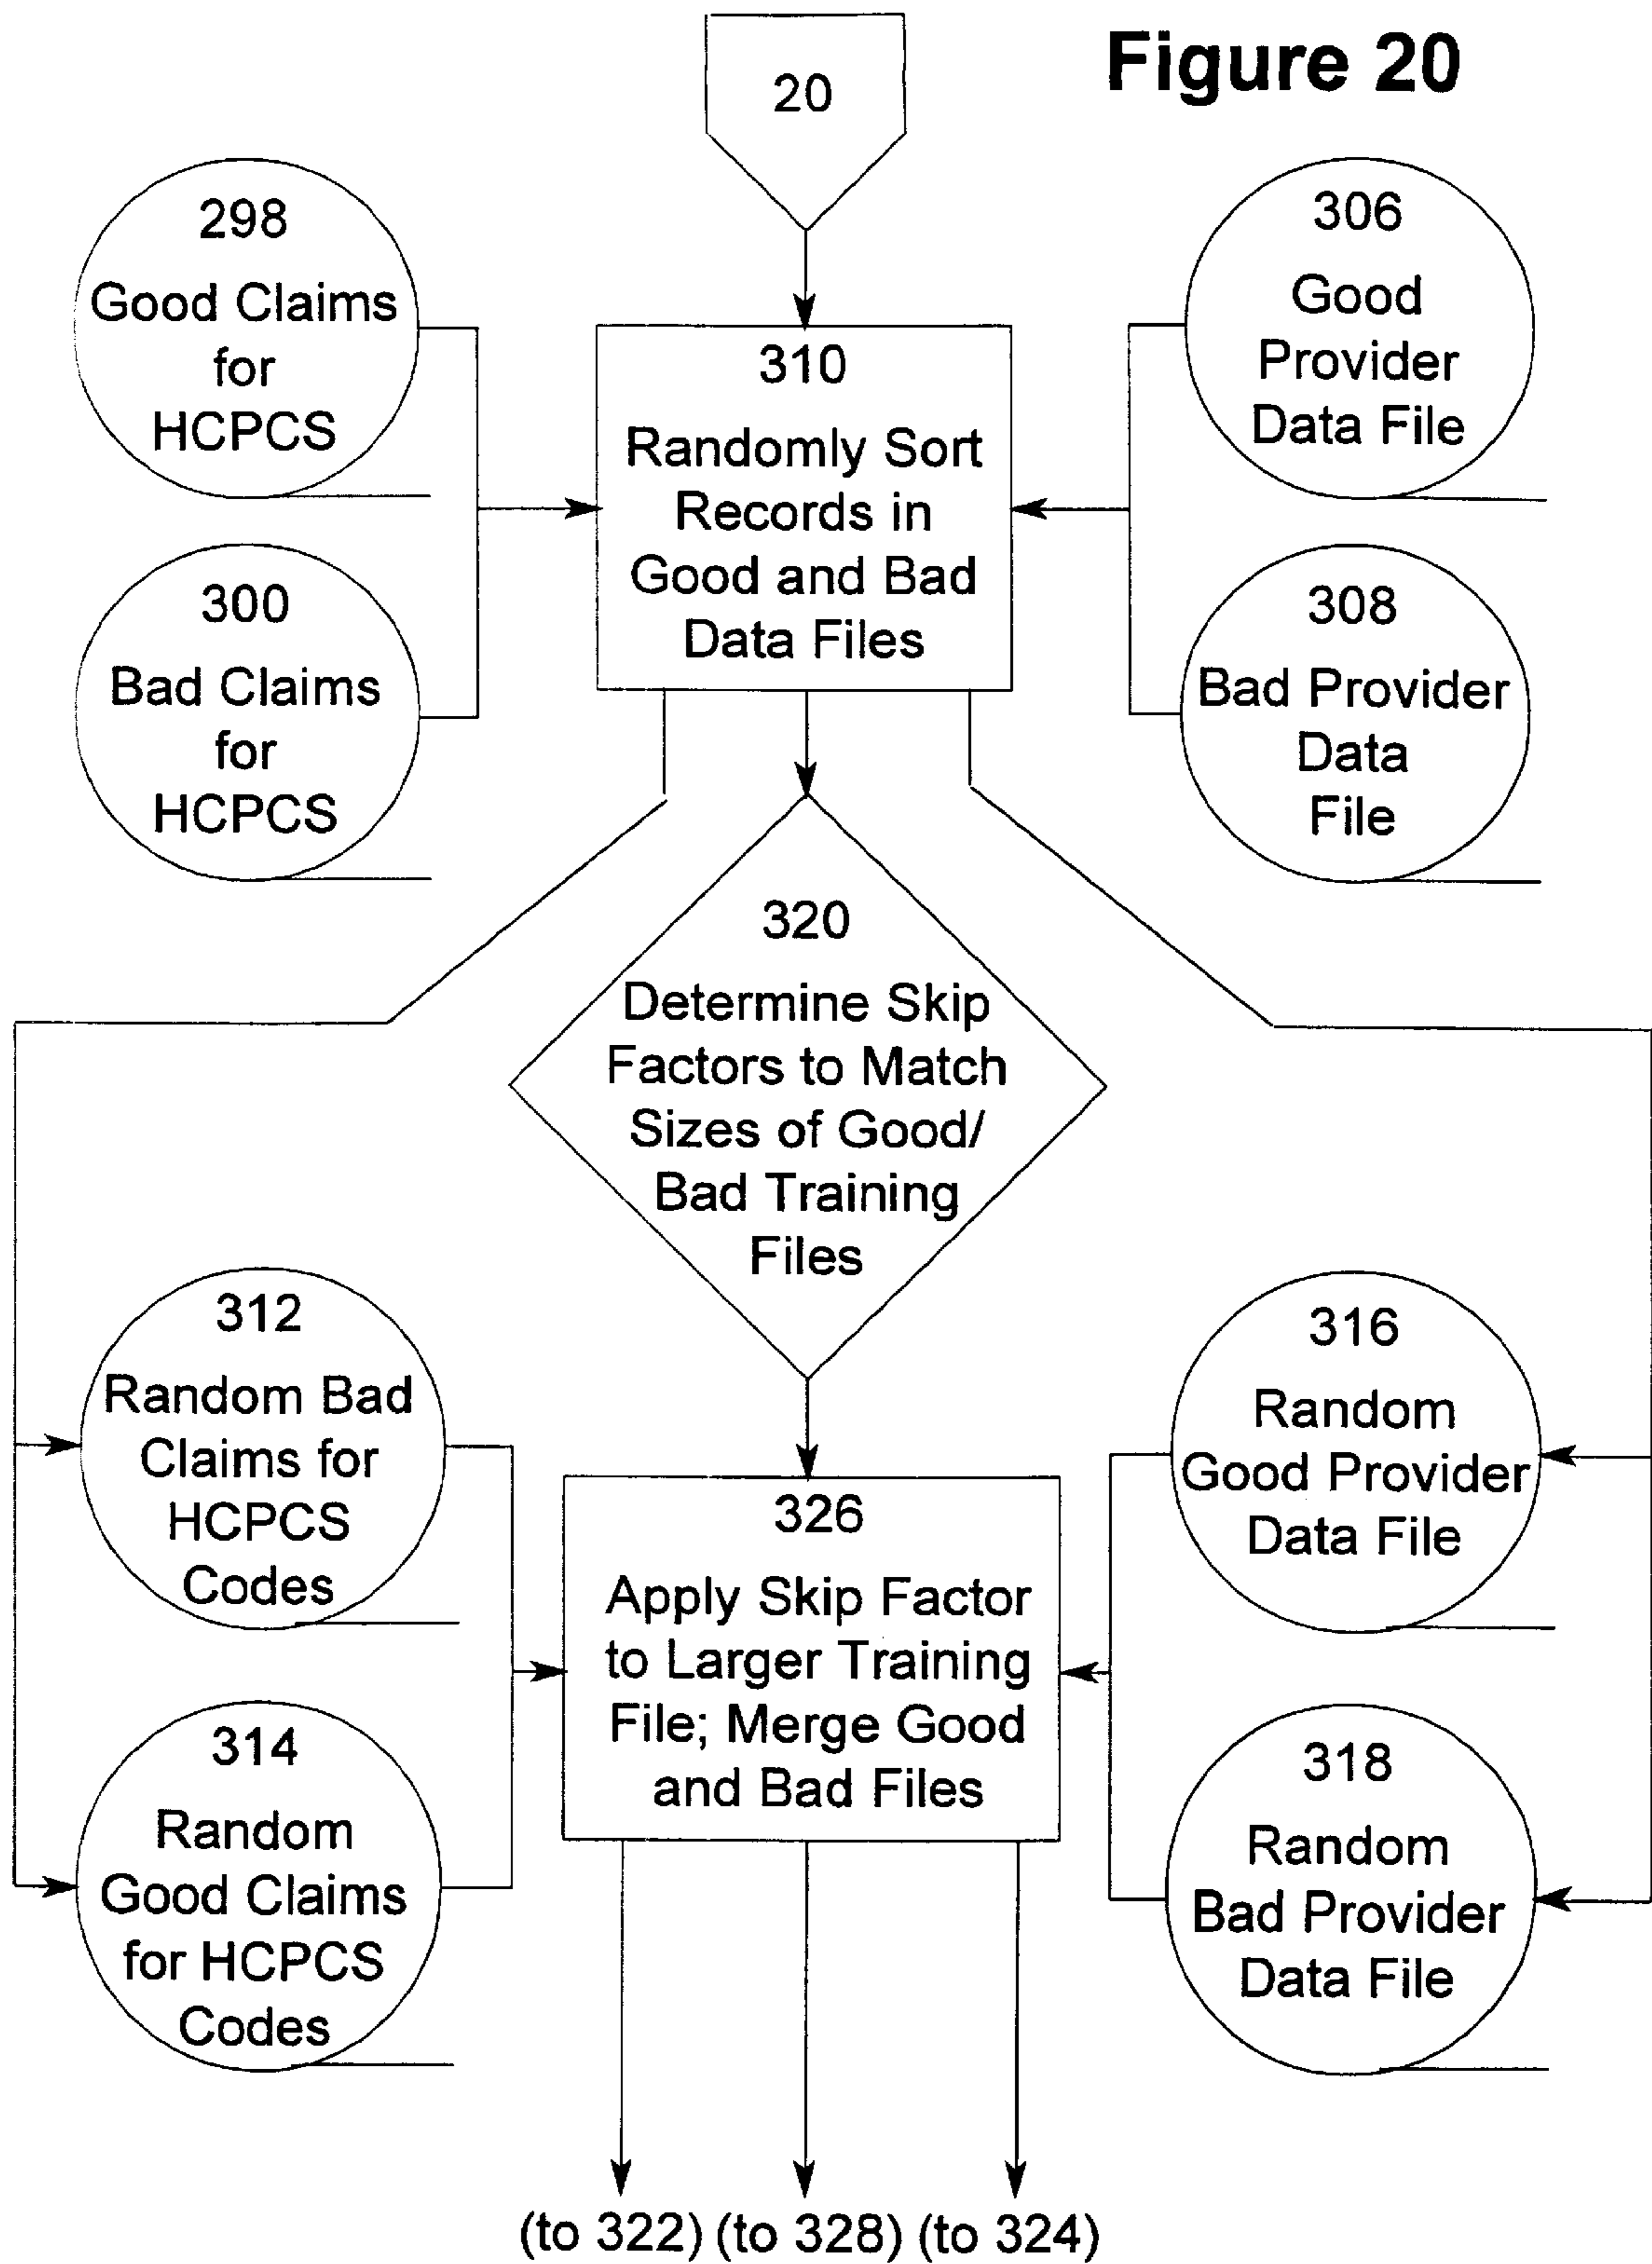 Figure 20
20
298
Good Claims
for
HCPCS
306
Good
Provider
Data File
310
Randomly Sort
Records in
Good and Bad
Data Files
300
Bad Claims
for
HCPCS
308
Bad Provider
Data
File
320
Determine Skip
Factors to Match
Sizes of Good/
Bad Training
Files
312
Random Bad
Claims for
HCPCS
Codes
316
Random
Good Provider
Data File
326
Apply Skip Factor
to Larger Training
File; Merge Good
and Bad Files
314
Random
Good Claims
for HCPCS
Codes
318
Random
Bad Provider
Data File
(to 322) (to 328) (to 324)